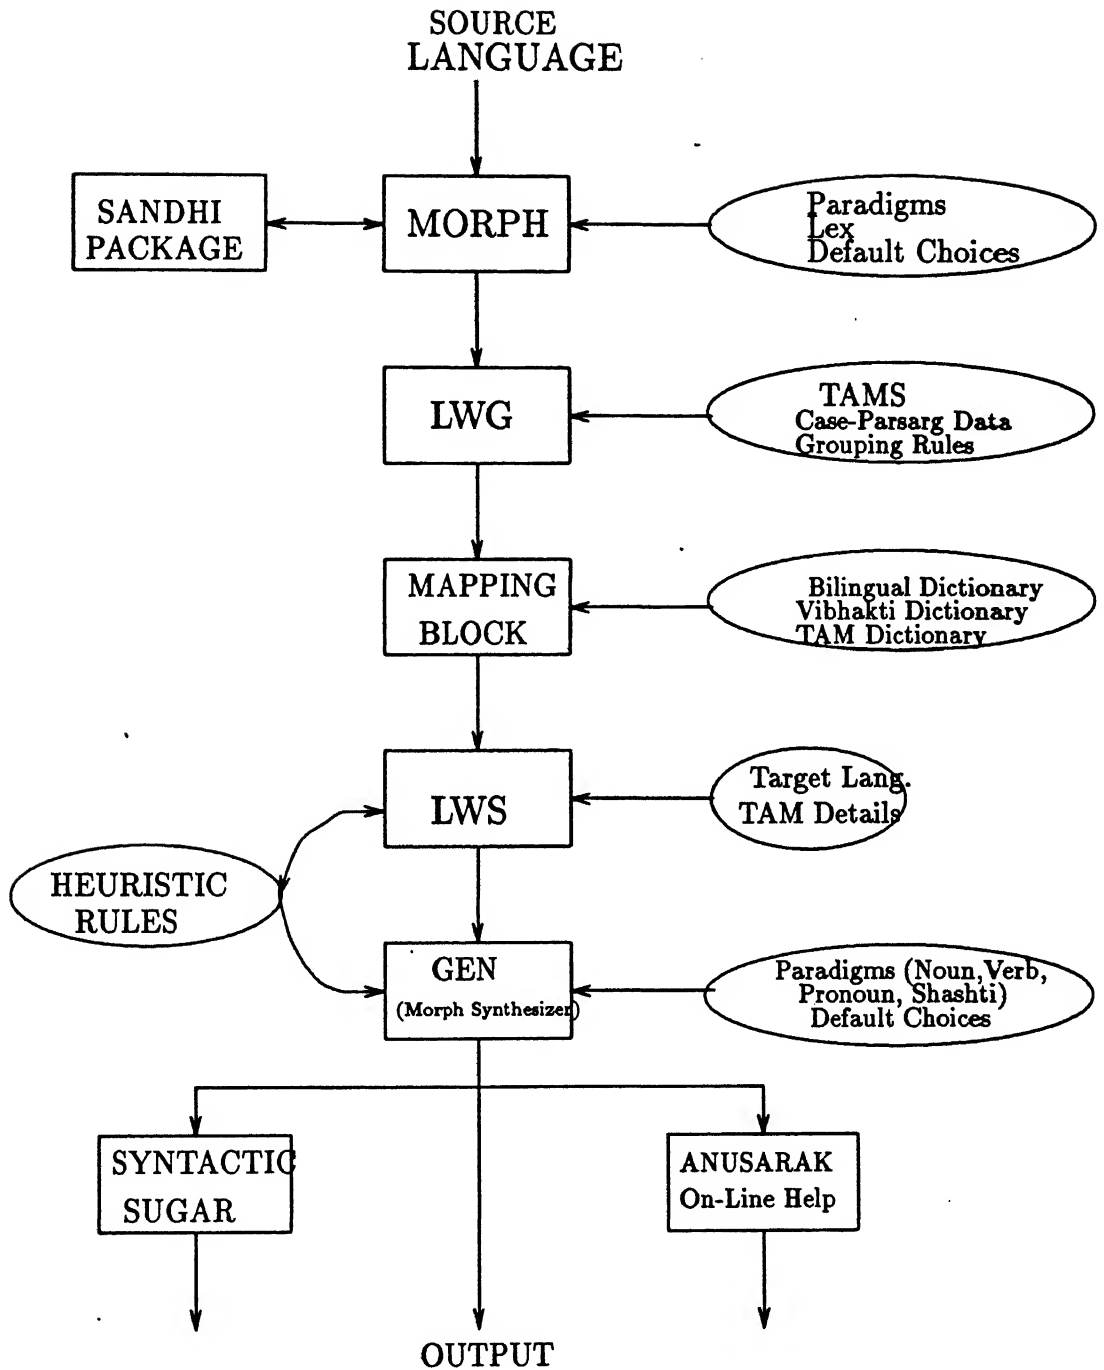 SOURCE
LANGUAGE
SANDHI
PACKAGE
MORPH
Paradigms
Lex
Default Choices
LWG
TAMS
Case-Parsarg Data
Grouping Rules
MAPPING
BLOCK
Bilingual Dictionary
Vibhakti Dictionary
TAM Dictionary
LWS
Target Lang.
TAM Details
HEURISTIC
RULES
GEN
(Morph Synthesizer)
Paradigms (Noun,Verb,
Pronoun, Shashti)
Default Choices
SYNTACTIC
SUGAR
ANUSARAK
On-Line Help
OUTPUT